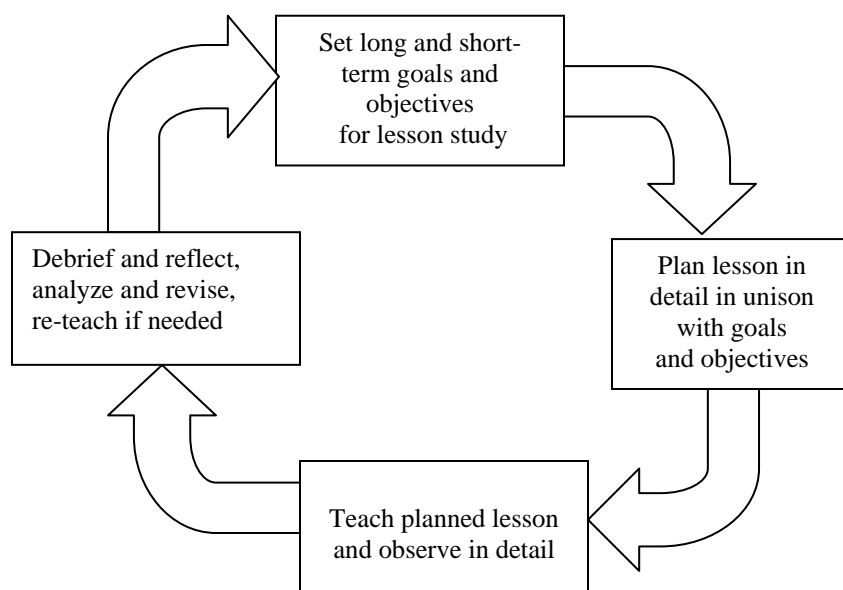 Set long and short-
term goals and
objectives
for lesson study
Plan lesson in
detail in unison
with goals
and objectives
Teach planned lesson
and observe in detail
Debrief and reflect,
analyze and revise,
re-teach if needed